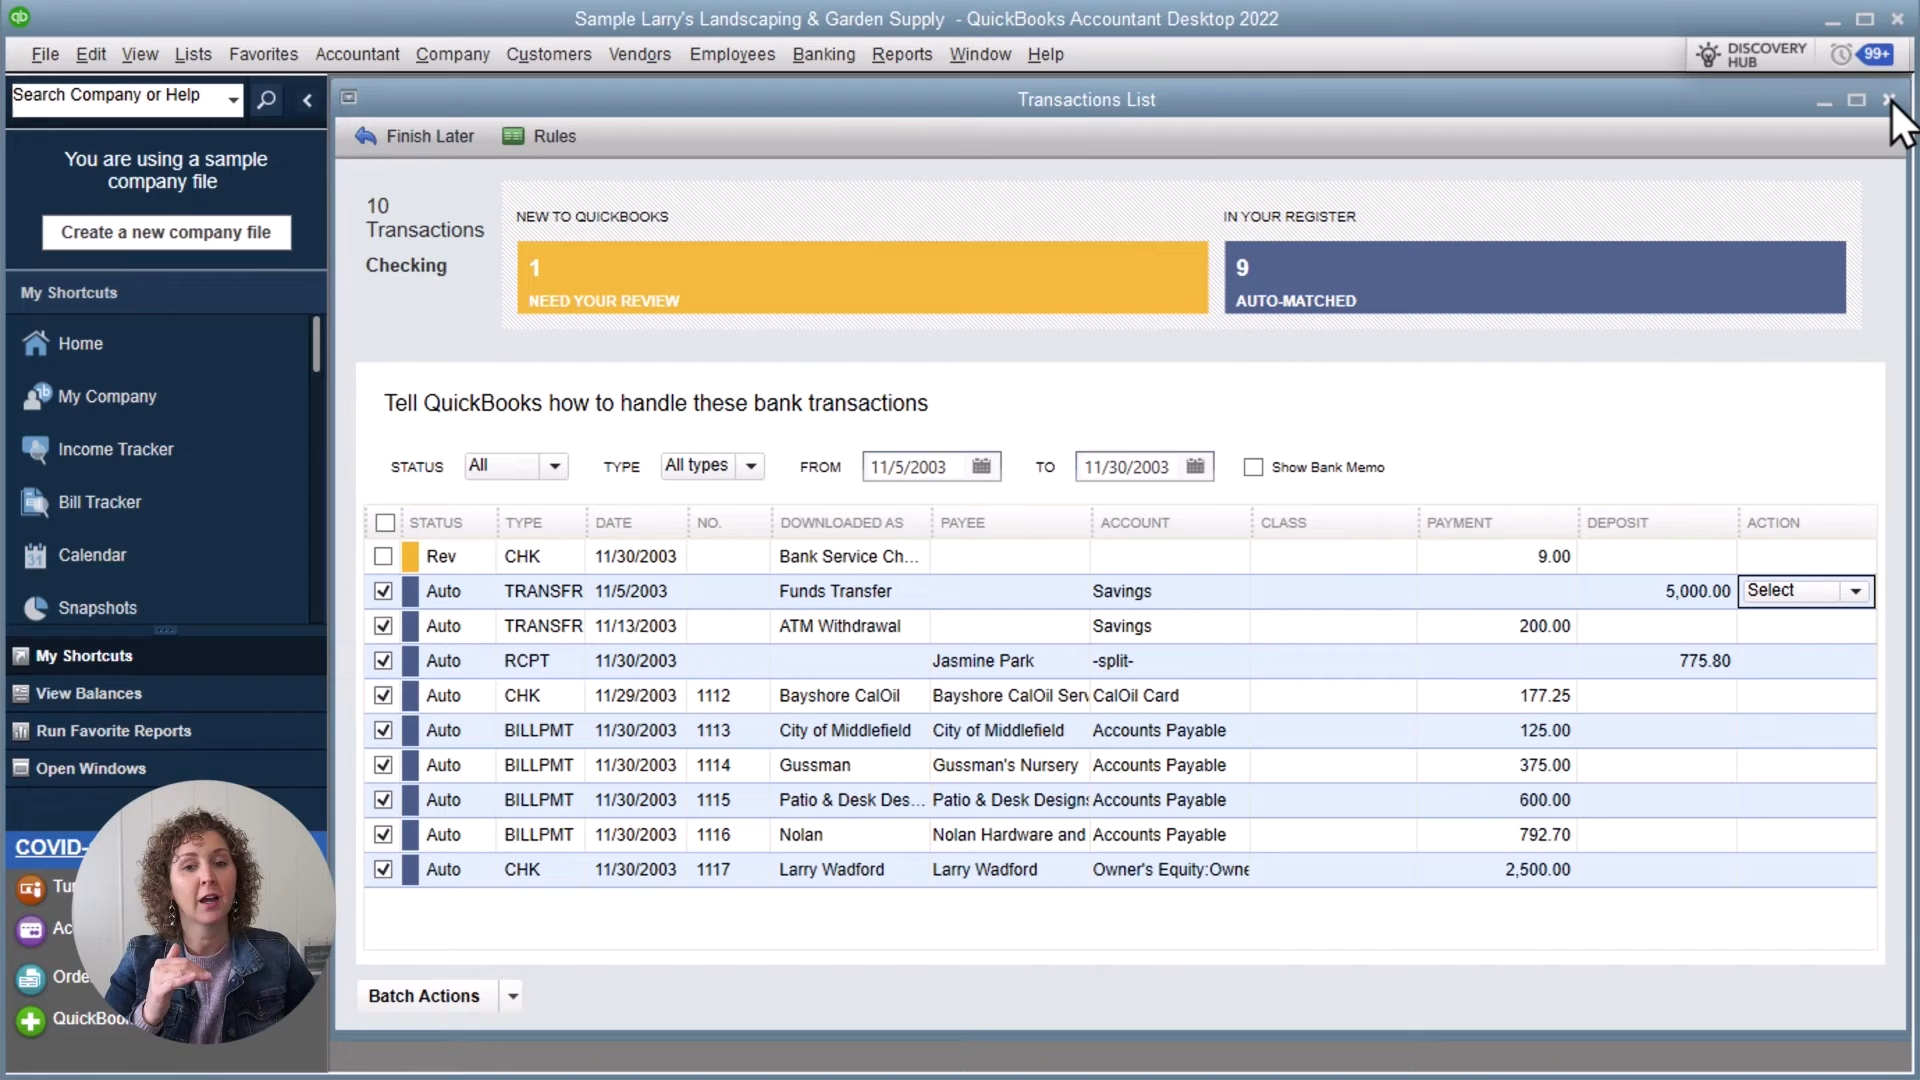 Sample Larry's Landscaping & Garden Supply - QuickBooks Accountant Desktop 2022
File Edit View Lists Favorites Accountant Company Customers Vendors Employees Banking Reports Window Help
DISCOVERY HUB
99+
Search Company or Help
Transactions List
Finish Later Rules
You are using a sample
company file
Create a new company file
My Shortcuts
Home
My Company
Income Tracker
Bill Tracker
Calendar
Snapshots
My Shortcuts
View Balances
Run Favorite Reports
Open Windows
COVID-
Tu
Ac
Orde
QuickBoo
10
Transactions
Checking
NEW TO QUICKBOOKS
1
NEED YOUR REVIEW
IN YOUR REGISTER
9
AUTO-MATCHED
Tell QuickBooks how to handle these bank transactions
STATUS All TYPE All types FROM 11/5/2003 TO 11/30/2003 Show Bank Memo
STATUS TYPE DATE NO. DOWNLOADED AS PAYEE ACCOUNT CLASS PAYMENT DEPOSIT ACTION
Rev CHK 11/30/2003 Bank Service Ch... 9.00
Auto TRANSFR 11/5/2003 Funds Transfer Savings 5,000.00 Select
Auto TRANSFR 11/13/2003 ATM Withdrawal Savings 200.00
Auto RCPT 11/30/2003 Jasmine Park -split- 775.80
Auto CHK 11/29/2003 1112 Bayshore CalOil Bayshore CalOil Serv CalOil Card 177.25
Auto BILLPMT 11/30/2003 1113 City of Middlefield City of Middlefield Accounts Payable 125.00
Auto BILLPMT 11/30/2003 1114 Gussman Gussman's Nursery Accounts Payable 375.00
Auto BILLPMT 11/30/2003 1115 Patio & Desk Des... Patio & Desk Designs Accounts Payable 600.00
Auto BILLPMT 11/30/2003 1116 Nolan Nolan Hardware and Accounts Payable 792.70
Auto CHK 11/30/2003 1117 Larry Wadford Larry Wadford Owner's Equity:Owne 2,500.00
Batch Actions